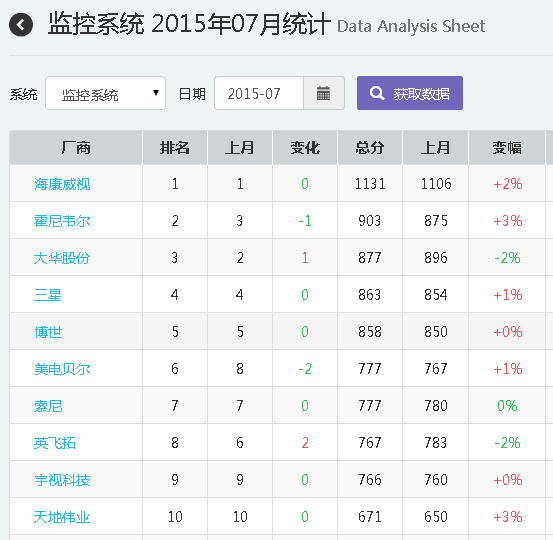 监控系统 2015年07月统计 Data Analysis Sheet
系统 监控系统 日期 2015-07 获取数据
厂商 排名 上月 变化 总分 上月 变幅
海康威视 1 1 0 1131 1106 +2%
霍尼韦尔 2 3 -1 903 875 +3%
大华股份 3 2 1 877 896 -2%
三星 4 4 0 863 854 +1%
博世 5 5 0 858 850 +0%
美电贝尔 6 8 -2 777 767 +1%
索尼 7 7 0 777 780 0%
英飞拓 8 6 2 767 783 -2%
宇视科技 9 9 0 766 760 +0%
天地伟业 10 10 0 671 650 +3%